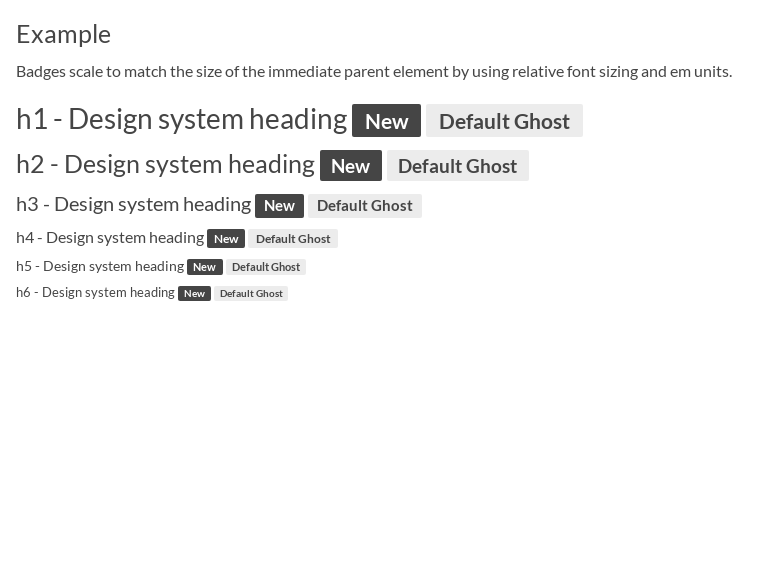 Example
Badges scale to match the size of the immediate parent element by using relative font sizing and em units.
h1 - Design system heading New Default Ghost
h2 - Design system heading New Default Ghost
h3 - Design system heading New Default Ghost
h4 - Design system heading New Default Ghost
h5 - Design system heading New Default Ghost
h6 - Design system heading New Default Ghost